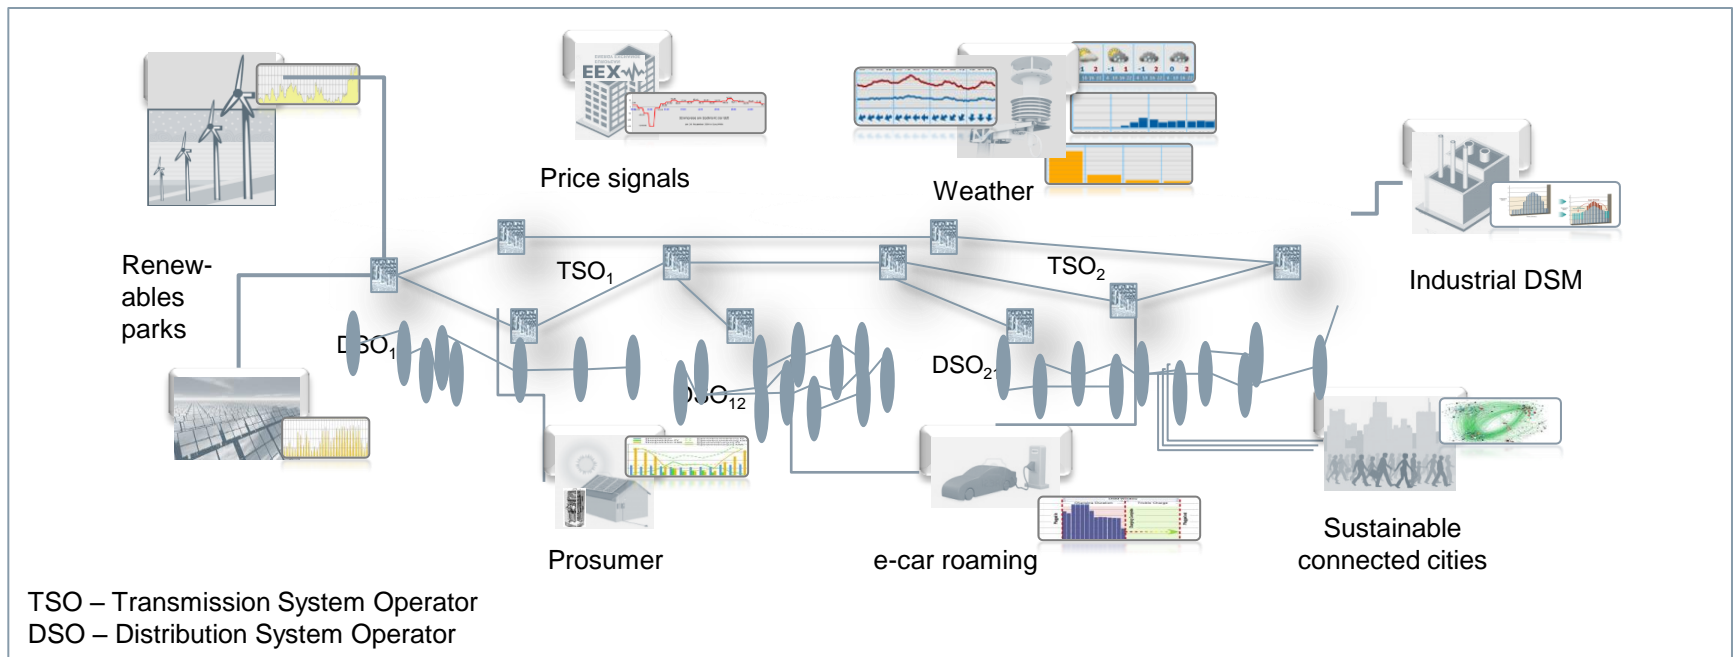 EEX
Price signals
Weather
Renew-
ables
parks
TSO1
TSO2
Industrial DSM
DSO1
DSO12
DSO21
Prosumer
e-car roaming
Sustainable
connected cities
TSO – Transmission System Operator
DSO – Distribution System Operator